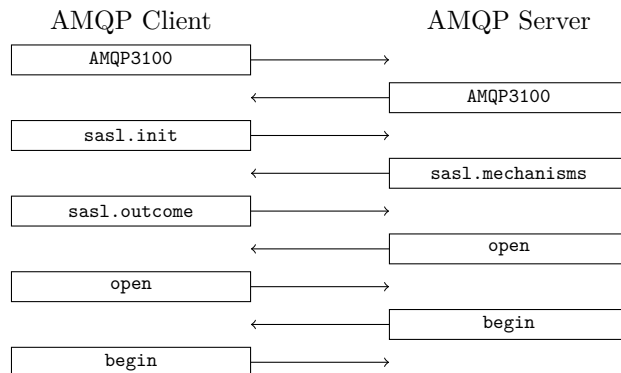 AMQP Client AMQP Server
AMQP3100
AMQP3100
sasl.init
sasl.mechanisms
sasl.outcome
open
open
begin
begin